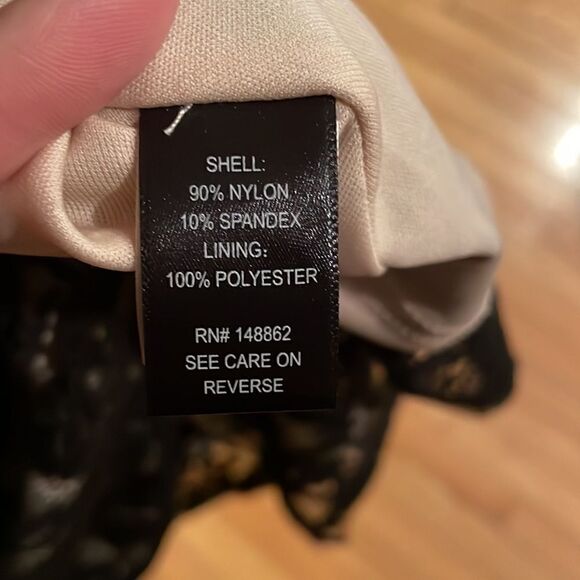 SHELL:
90% NYLON
10% SPANDEX
LINING:
100% POLYESTER
RN# 148862
SEE CARE ON
REVERSE